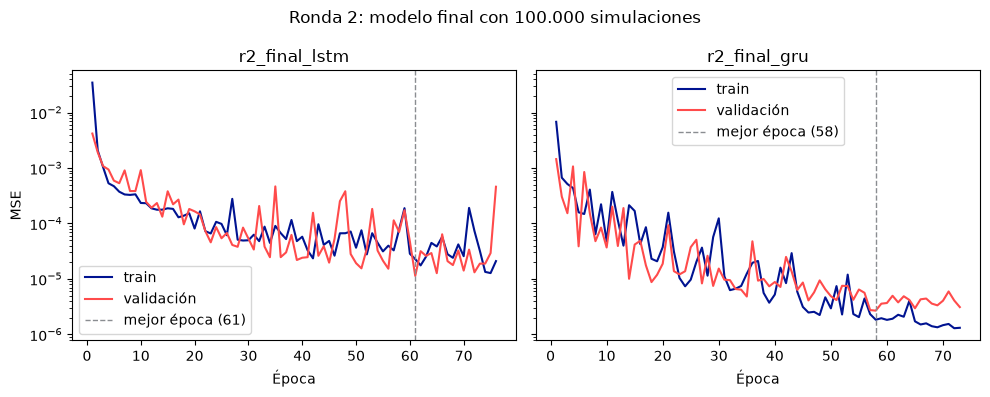 Ronda 2: modelo final con 100.000 simulaciones
r2_final_lstm
MSE
10⁻²
10⁻³
10⁻⁴
10⁻⁵
10⁻⁶
train
validación
mejor época (61)
0 10 20 30 40 50 60 70
Época
r2_final_gru
train
validación
mejor época (58)
0 10 20 30 40 50 60 70
Época